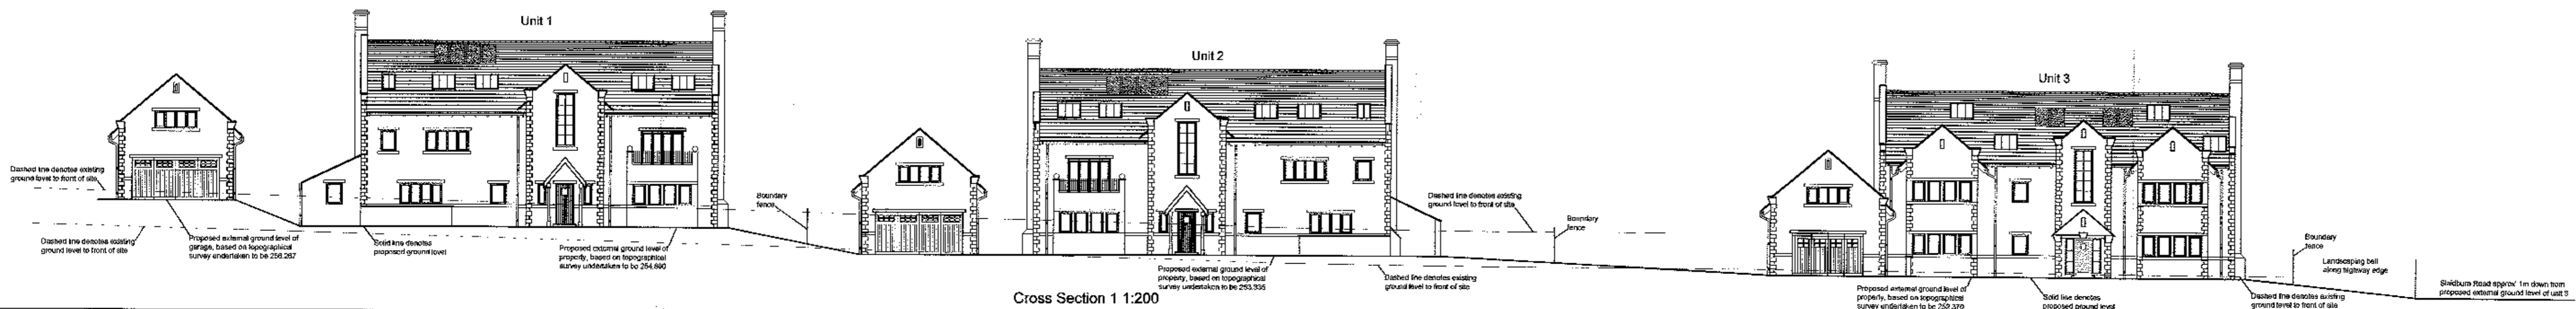 Unit 1
Unit 2
Unit 3
Dashed line denotes existing
ground level to front of site
Dashed line denotes existing
ground level to front of site
Proposed external ground level of
garage, based on topographical
survey undertaken to be 256.267
Solid line denotes
proposed ground level
Proposed external ground level of
property, based on topographical
survey undertaken to be 254.890
Boundary
fence
Proposed external ground level of
property, based on topographical
survey undertaken to be 253.335
Dashed line denotes existing
ground level to front of site
Dashed line denotes existing
ground level to front of site
Boundary
fence
Cross Section 1 1:200
Proposed external ground level of
property, based on topographical
survey undertaken to be 252.370
Solid line denotes
proposed ground level
Dashed line denotes existing
ground level to front of site
Boundary
fence
Landscaping belt
along highway edge
Slaidburn Road approx 1m down from
proposed external ground level of unit 3